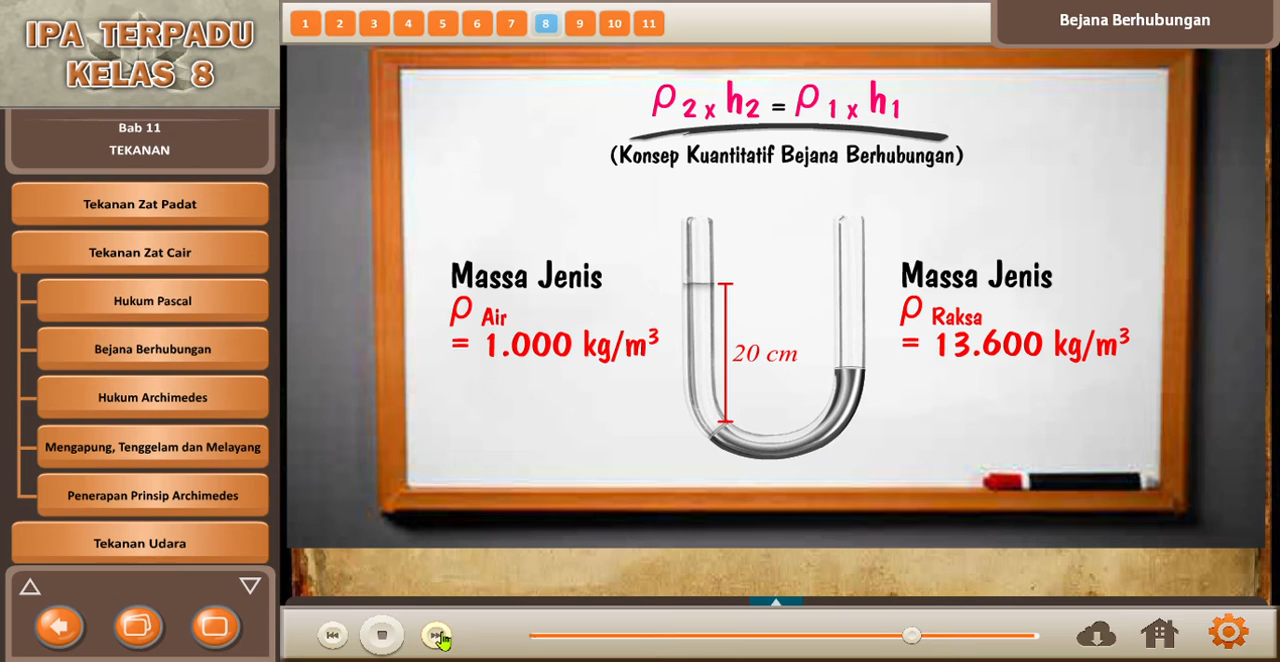 IPA TERPADU
KELAS 8
Bab 11
TEKANAN
Tekanan Zat Padat
Tekanan Zat Cair
Hukum Pascal
Bejana Berhubungan
Hukum Archimedes
Mengapung, Tenggelam dan Melayang
Penerapan Prinsip Archimedes
Tekanan Udara
1 2 3 4 5 6 7 8 9 10 11
Bejana Berhubungan
ρ 2 x h2 = ρ 1 x h1
(Konsep Kuantitatif Bejana Berhubungan)
Massa Jenis
ρ Air
= 1.000 kg/m³
20 cm
Massa Jenis
ρ Raksa
= 13.600 kg/m³